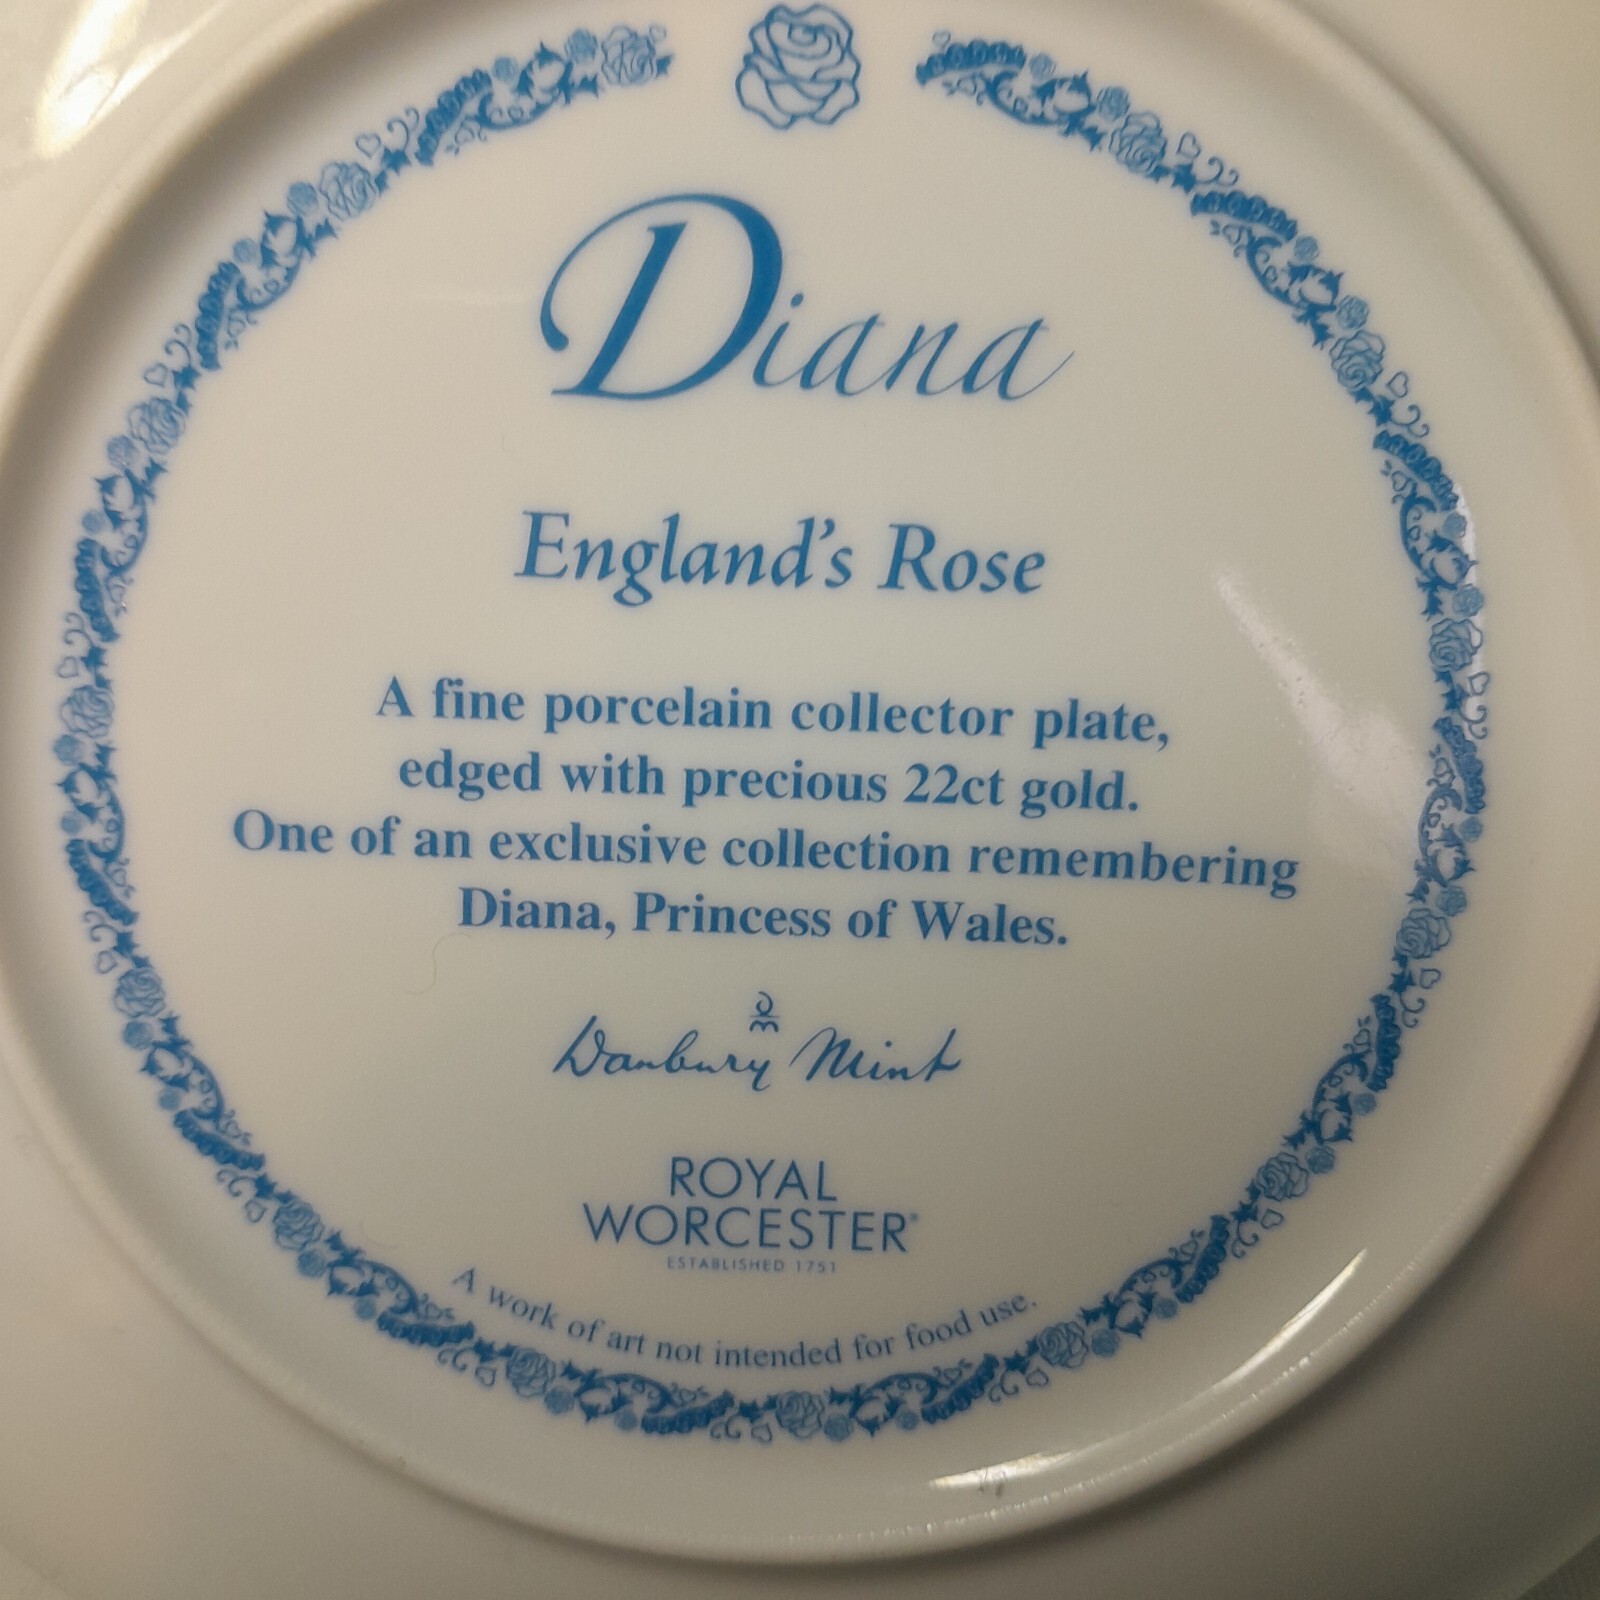 Diana
England's Rose
A fine porcelain collector plate,
edged with precious 22ct gold.
One of an exclusive collection remembering
Diana, Princess of Wales.
DM
Danbury Mint
ROYAL
WORCESTER®
ESTABLISHED 1751
A work of art not intended for food use.